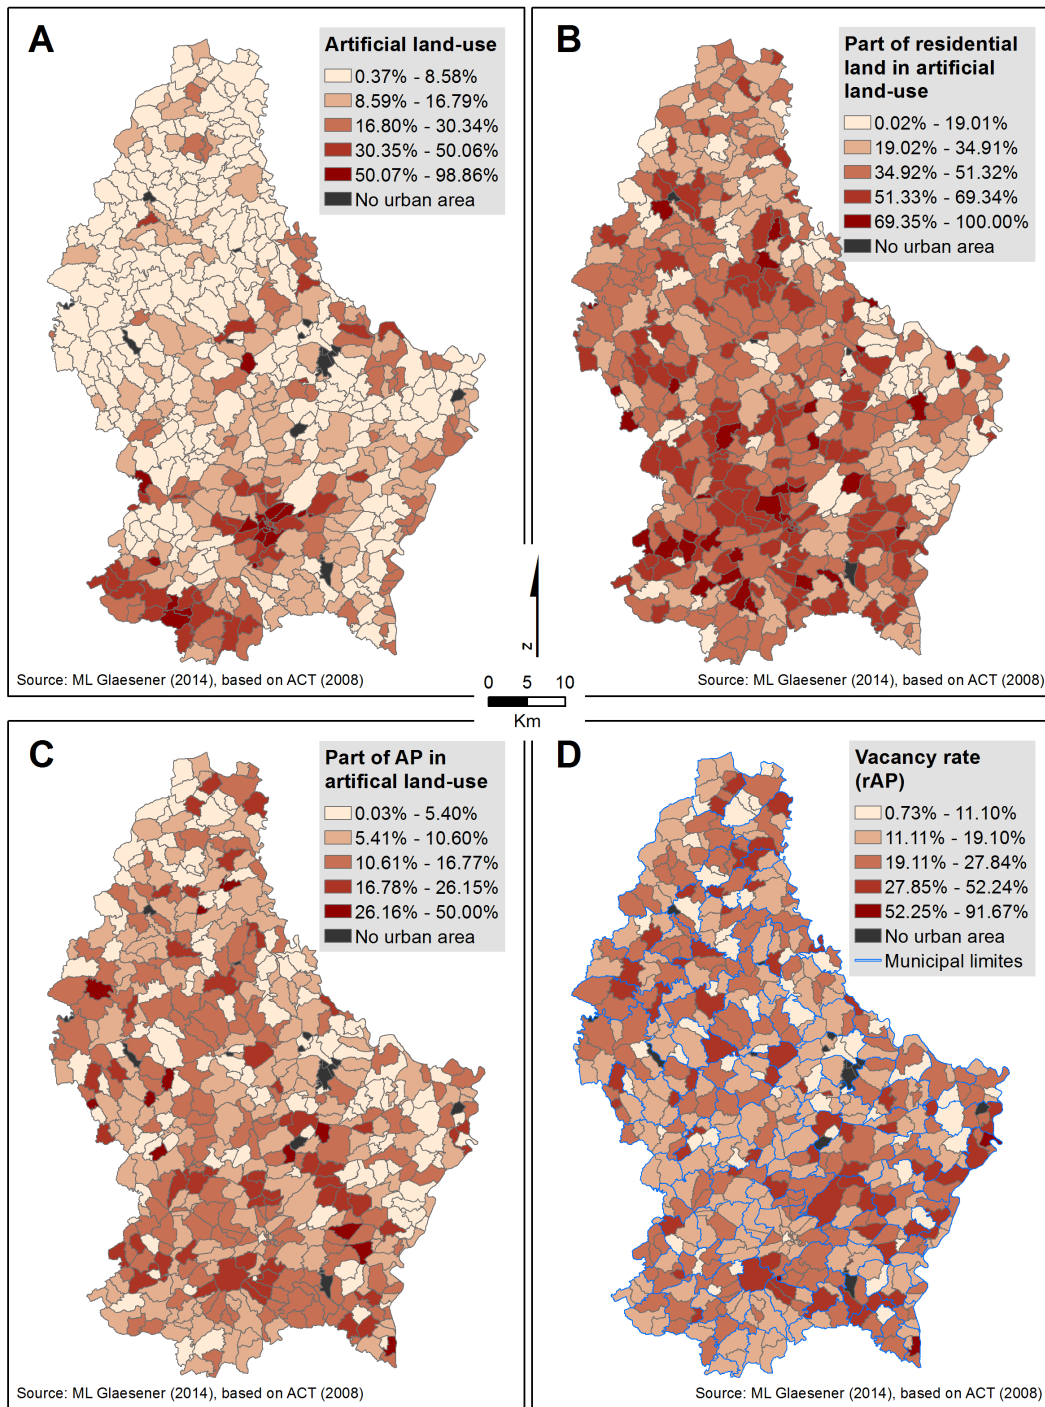 A
Artificial land-use
0.37% - 8.58%
8.59% - 16.79%
16.80% - 30.34%
30.35% - 50.06%
50.07% - 98.86%
No urban area
Source: ML Glaesener (2014), based on ACT (2008)
B
Part of residential
land in artificial
land-use
0.02% - 19.01%
19.02% - 34.91%
34.92% - 51.32%
51.33% - 69.34%
69.35% - 100.00%
No urban area
Source: ML Glaesener (2014), based on ACT (2008)
z
0 5 10
Km
C
Part of AP in
artifical land-use
0.03% - 5.40%
5.41% - 10.60%
10.61% - 16.77%
16.78% - 26.15%
26.16% - 50.00%
No urban area
Source: ML Glaesener (2014), based on ACT (2008)
D
Vacancy rate
(rAP)
0.73% - 11.10%
11.11% - 19.10%
19.11% - 27.84%
27.85% - 52.24%
52.25% - 91.67%
No urban area
Municipal limites
Source: ML Glaesener (2014), based on ACT (2008)